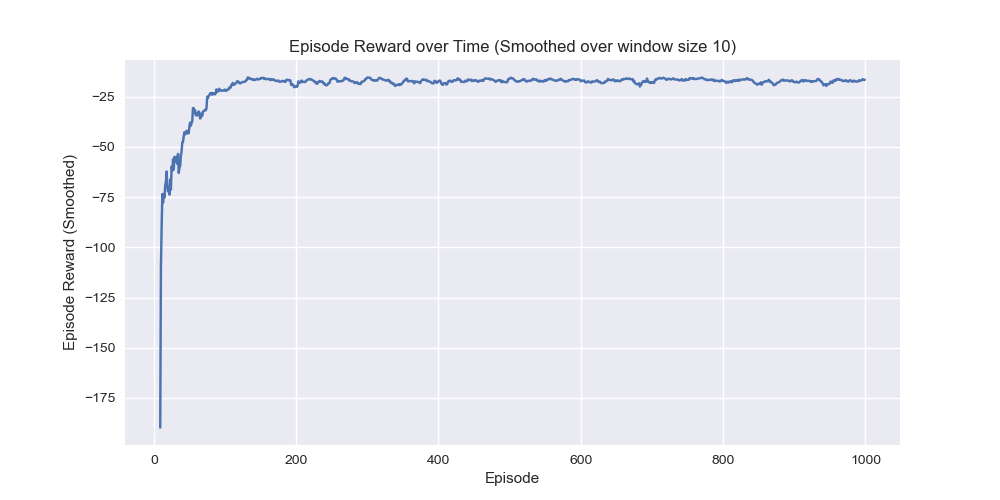 Episode Reward over Time (Smoothed over window size 10)
Episode Reward (Smoothed)
−25
−50
−75
−100
−125
−150
−175
0 200 400 600 800 1000
Episode